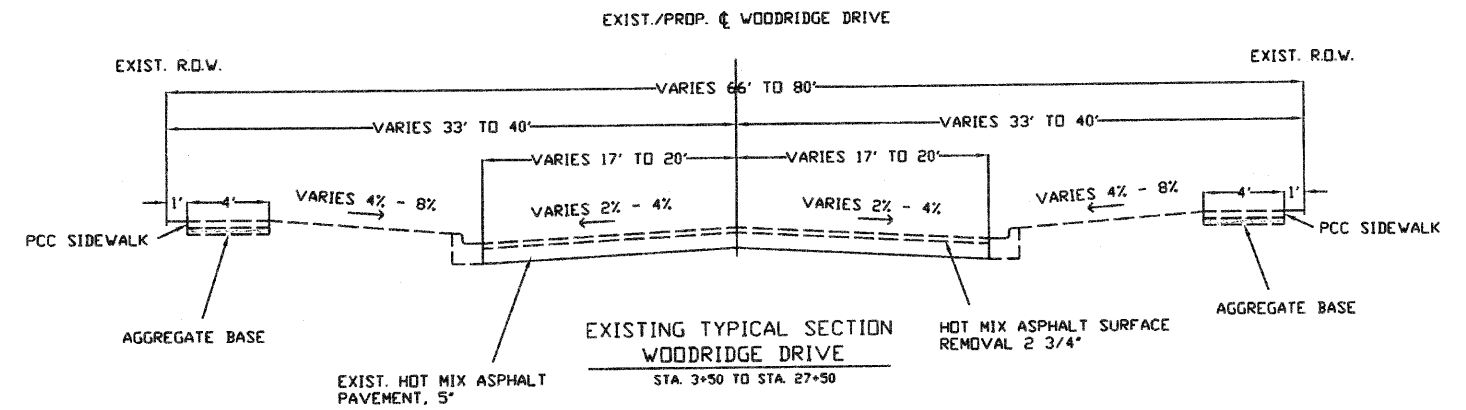 EXIST./PROP. ℄ WOODRIDGE DRIVE
EXIST. R.O.W.
EXIST. R.O.W.
VARIES 66' TO 80'
VARIES 33' TO 40'
VARIES 33' TO 40'
VARIES 17' TO 20'
VARIES 17' TO 20'
1'
4'
VARIES 4% - 8%
VARIES 2% - 4%
VARIES 2% - 4%
VARIES 4% - 8%
4'
1'
PCC SIDEWALK
PCC SIDEWALK
AGGREGATE BASE
AGGREGATE BASE
EXISTING TYPICAL SECTION
WOODRIDGE DRIVE
STA. 3+50 TO STA. 27+50
HOT MIX ASPHALT SURFACE
REMOVAL 2 3/4"
EXIST. HOT MIX ASPHALT
PAVEMENT, 5"